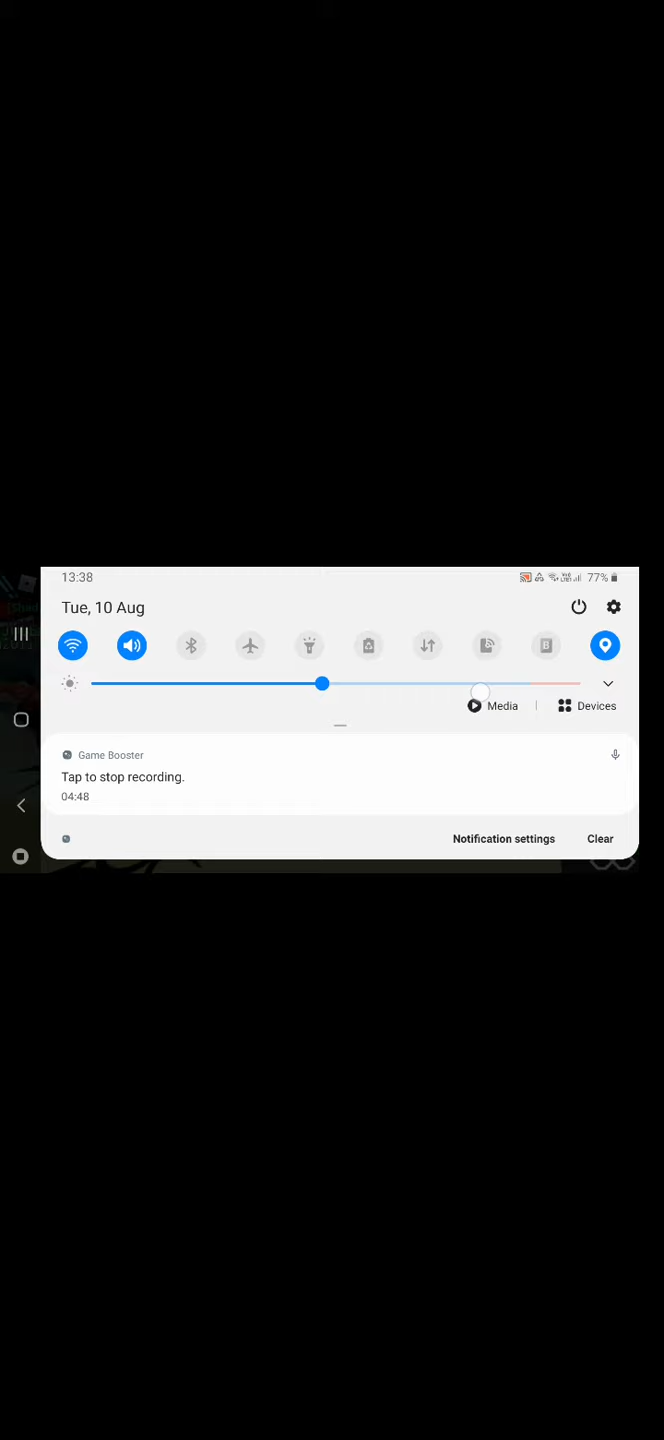 13:38
77%
Tue, 10 Aug
Media
Devices
Game Booster
Tap to stop recording.
04:48
Notification settings
Clear